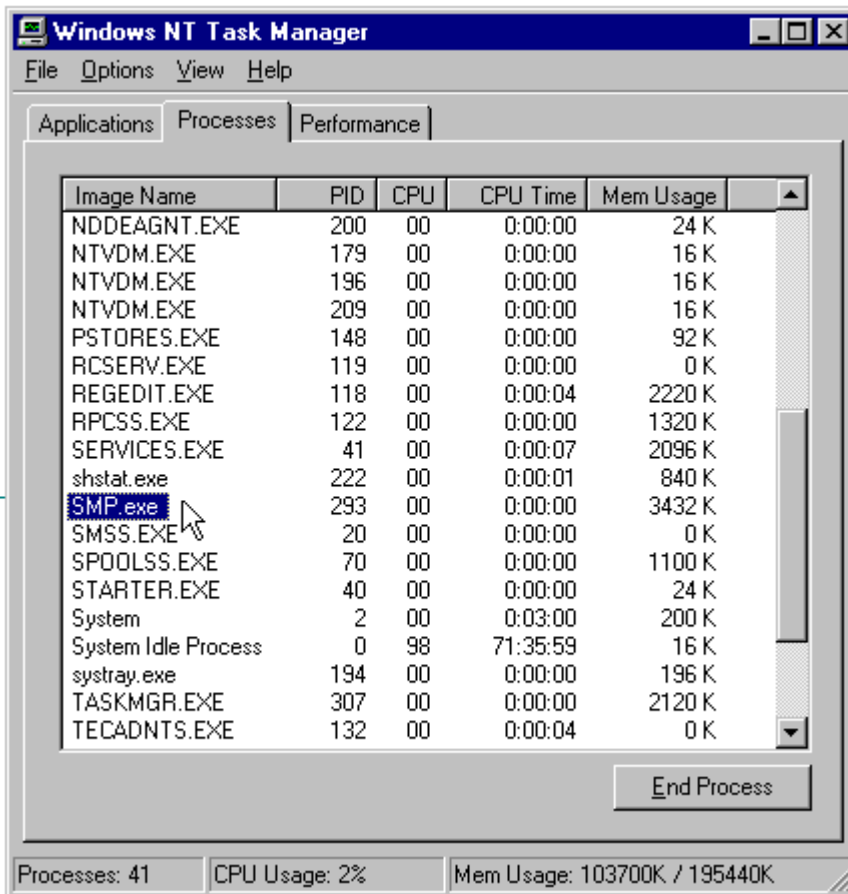 Windows NT Task Manager
File Options View Help
Applications Processes Performance
Image Name PID CPU CPU Time Mem Usage
NDDEAGNT.EXE 200 00 0:00:00 24 K
NTVDM.EXE 179 00 0:00:00 16 K
NTVDM.EXE 196 00 0:00:00 16 K
NTVDM.EXE 209 00 0:00:00 16 K
PSTORES.EXE 148 00 0:00:00 92 K
RCSERV.EXE 119 00 0:00:00 0 K
REGEDIT.EXE 118 00 0:00:04 2220 K
RPCSS.EXE 122 00 0:00:00 1320 K
SERVICES.EXE 41 00 0:00:07 2096 K
shstat.exe 222 00 0:00:01 840 K
SMP.exe 293 00 0:00:00 3432 K
SMSS.EXE 20 00 0:00:00 0 K
SPOOLSS.EXE 70 00 0:00:00 1100 K
STARTER.EXE 40 00 0:00:00 24 K
System 2 00 0:03:00 200 K
System Idle Process 0 98 71:35:59 16 K
systray.exe 194 00 0:00:00 196 K
TASKMGR.EXE 307 00 0:00:00 2120 K
TECADNTS.EXE 132 00 0:00:04 0 K
End Process
Processes: 41 CPU Usage: 2% Mem Usage: 103700K / 195440K